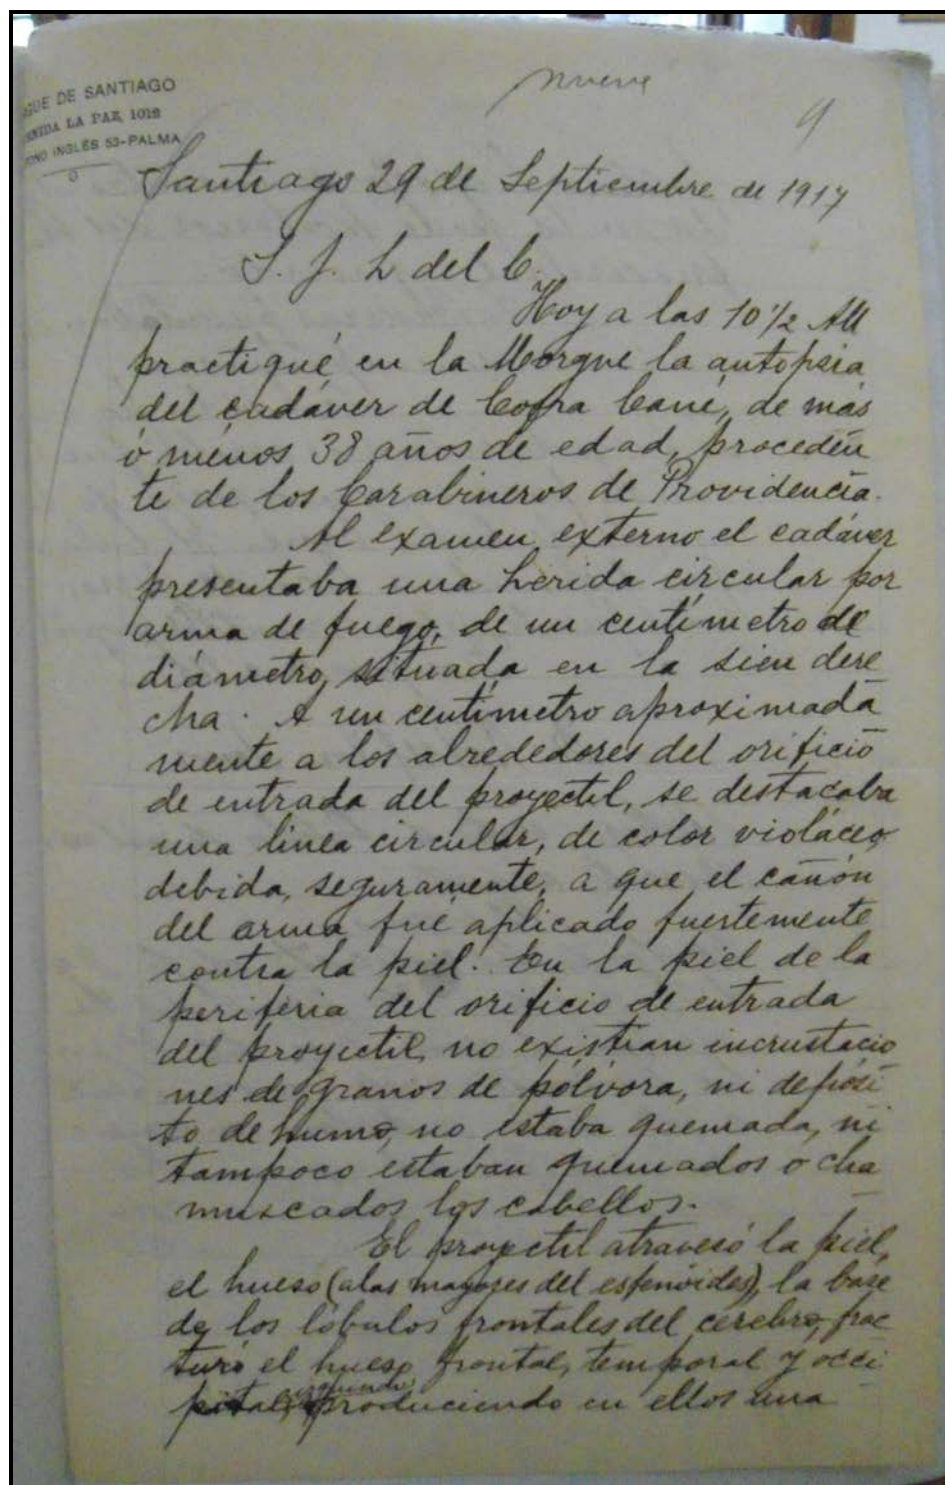 DE SANTIAGO
LA PAZ, 1019
INGLÉS 53-PALMA
nueve
9
Santiago 29 de Septiembre de 1917
S. J. L del C.
Hoy a las 10 1/2 AM
practiqué en la Morgue la autopsia
del cadáver de Cané, de más
ó ménos 38 años de edad, proceden
te de los Carabineros de Providencia.
Al examen externo el cadáver
presentaba una herida circular por
arma de fuego, de un centímetro de
diámetro, situada en la sien dere
cha. A un centímetro aproximada
mente a los alrededores del orificio
de entrada del proyectil, se destacaba
una linea circular, de color violáceo
debida, seguramente, a que el cañón
del arma fué aplicado fuertemente
contra la piel. En la piel de la
periferia del orificio de entrada
del proyectil no existian incrustacio
nes de granos de pólvora, ni depósi
to de humo, no estaba quemada, ni
tampoco estaban quemados o cha
muscados los cabellos.
El proyectil atravesó la piel,
el hueso (alas mayores del esfenóides), la base
de los lóbulos frontales del cerebro, frac
turó el hueso frontal, temporal y occi
pital izquierdo, produciendo en ellos una